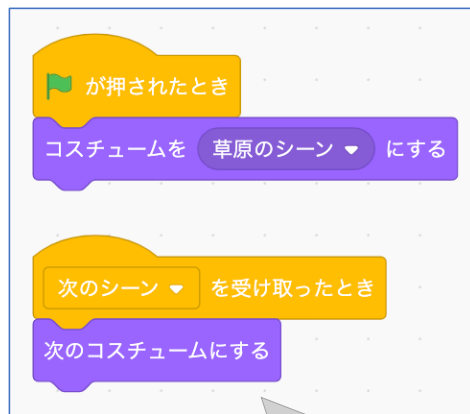 が押されたとき
コスチュームを 草原のシーン にする
次のシーン を受け取ったとき
次のコスチュームにする